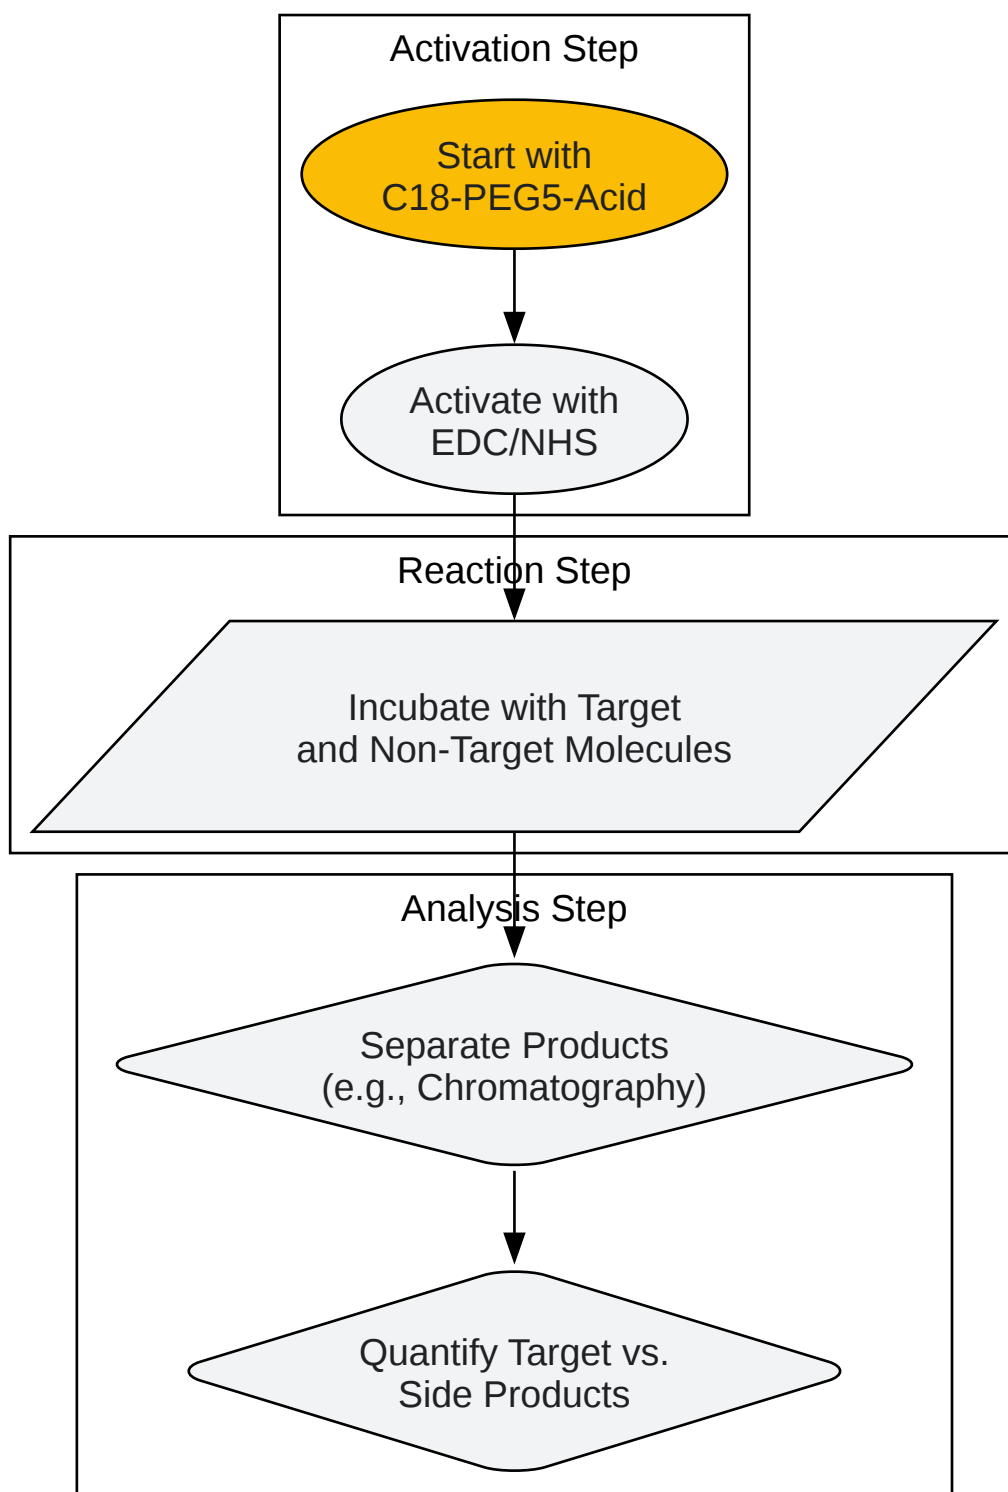 Activation Step
Start with
C18-PEG5-Acid
Activate with
EDC/NHS
Reaction Step
Incubate with Target
and Non-Target Molecules
Analysis Step
Separate Products
(e.g., Chromatography)
Quantify Target vs.
Side Products